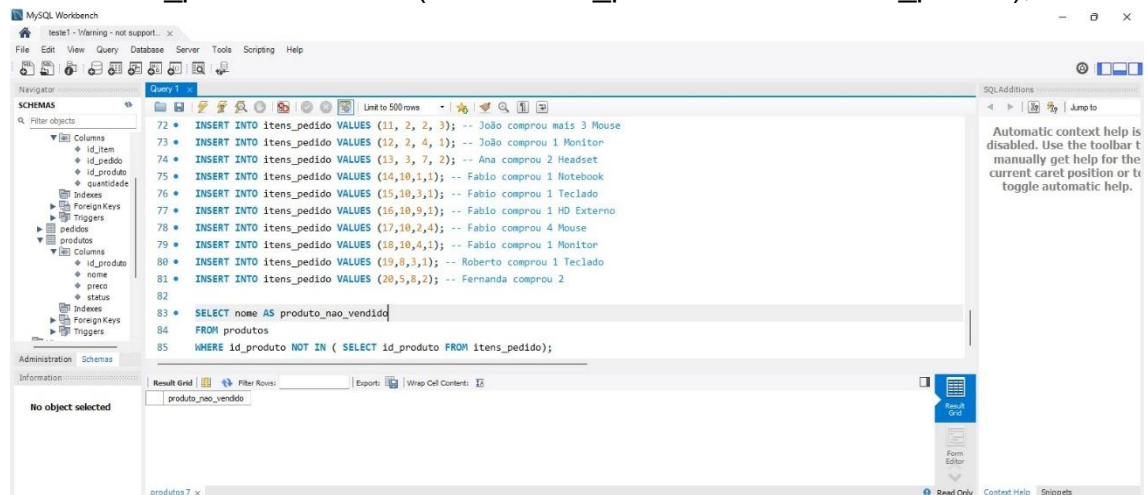 MySQL Workbench
teste1 - Warning - not support...
File Edit View Query Database Server Tools Scripting Help
Navigator
SCHEMAS
Filter objects
Columns
id_item
id_pedido
id_produto
quantidade
Indexes
Foreign Keys
Triggers
pedidos
produtos
Columns
id_produto
nome
preco
status
Indexes
Foreign Keys
Triggers
Administration Schemas
Information
No object selected
Query 1
Limit to 500 rows
72 INSERT INTO itens_pedido VALUES (11, 2, 2, 3); -- João comprou mais 3 Mouse
73 INSERT INTO itens_pedido VALUES (12, 2, 4, 1); -- João comprou 1 Monitor
74 INSERT INTO itens_pedido VALUES (13, 3, 7, 2); -- Ana comprou 2 Headset
75 INSERT INTO itens_pedido VALUES (14,10,1,1); -- Fabio comprou 1 Notebook
76 INSERT INTO itens_pedido VALUES (15,10,3,1); -- Fabio comprou 1 Teclado
77 INSERT INTO itens_pedido VALUES (16,10,9,1); -- Fabio comprou 1 HD Externo
78 INSERT INTO itens_pedido VALUES (17,10,2,4); -- Fabio comprou 4 Mouse
79 INSERT INTO itens_pedido VALUES (18,10,4,1); -- Fabio comprou 1 Monitor
80 INSERT INTO itens_pedido VALUES (19,8,3,1); -- Roberto comprou 1 Teclado
81 INSERT INTO itens_pedido VALUES (20,5,8,2); -- Fernanda comprou 2
82
83 SELECT nome AS produto_nao_vendido
84 FROM produtos
85 WHERE id_produto NOT IN ( SELECT id_produto FROM itens_pedido);
Result Grid Filter Rows: Export: Wrap Cell Content:
produto_nao_vendido
Result Grid
Form Editor
produtos 7
Read Only
SQLAdditions
Jump to
Automatic context help is
disabled. Use the toolbar t
manually get help for the
current caret position or to
toggle automatic help.
Context Help Snippets